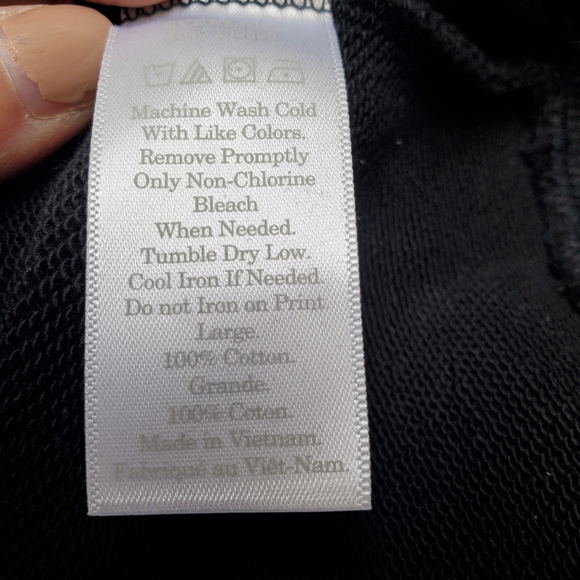 Machine Wash Cold
With Like Colors.
Remove Promptly
Only Non-Chlorine
Bleach
When Needed.
Tumble Dry Low.
Cool Iron If Needed.
Do not Iron on Print
Large.
100% Cotton.
Grande.
100% Coton.
Made in Vietnam.
Fabriqué au Viêt-Nam.